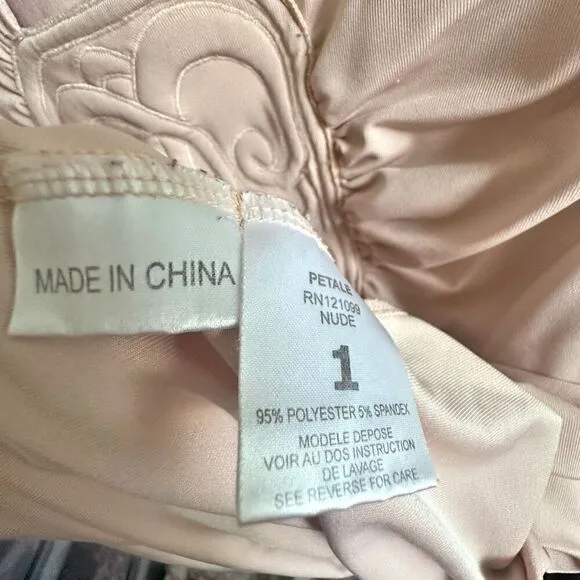 MADE IN CHINA
PETALE
RN121099
NUDE
1
95% POLYESTER 5% SPANDEX
MODELE DEPOSE
VOIR AU DOS INSTRUCTION
DE LAVAGE
SEE REVERSE FOR CARE